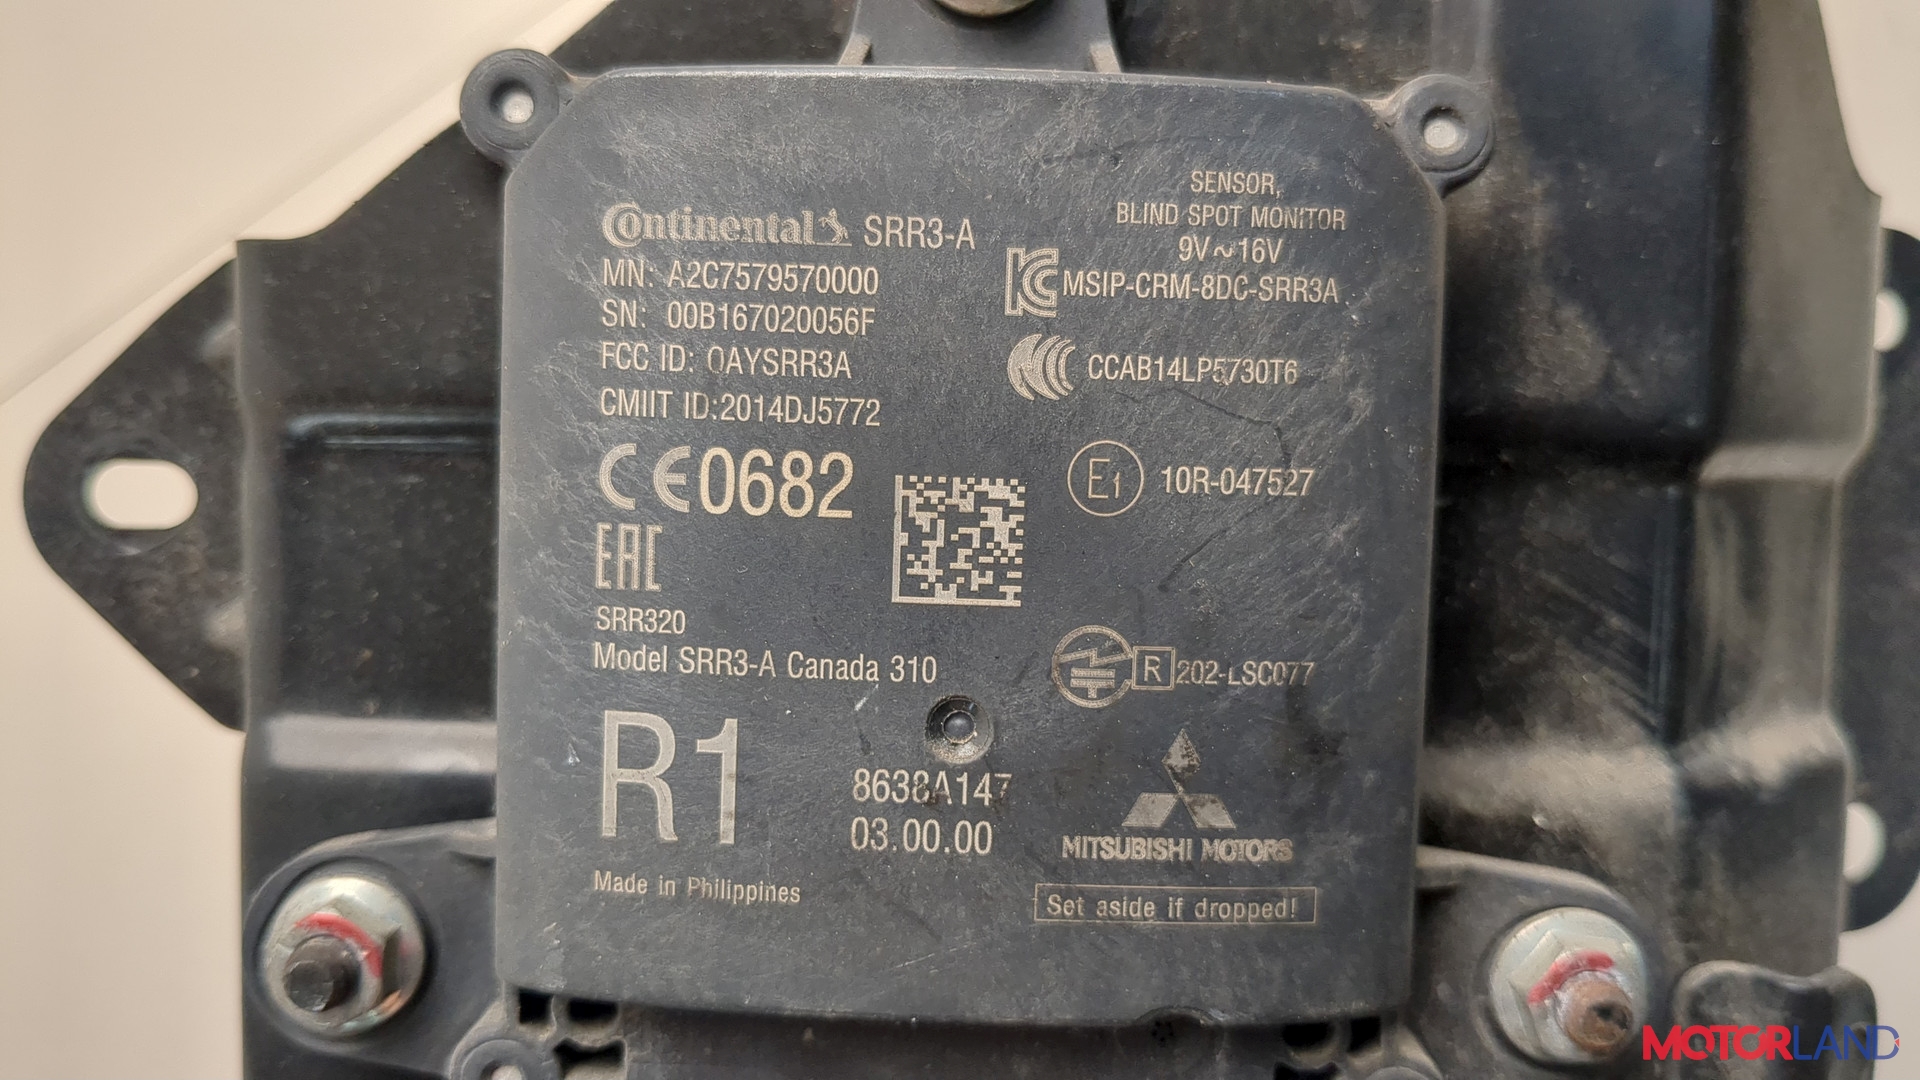 Continental SRR3-A
MN: A2C7579570000
SN: 00B167020056F
FCC ID: OAYSRR3A
CMIIT ID:2014DJ5772
CE0682
EAC
SRR320
Model SRR3-A Canada 310
R1
Made in Philippines
8638A147
03.00.00
SENSOR,
BLIND SPOT MONITOR
9V~16V
KC MSIP-CRM-8DC-SRR3A
CCC CCAB14LP5730T6
E1 10R-047527
R 202-LSC077
MITSUBISHI MOTORS
Set aside if dropped!
MOTORLAND